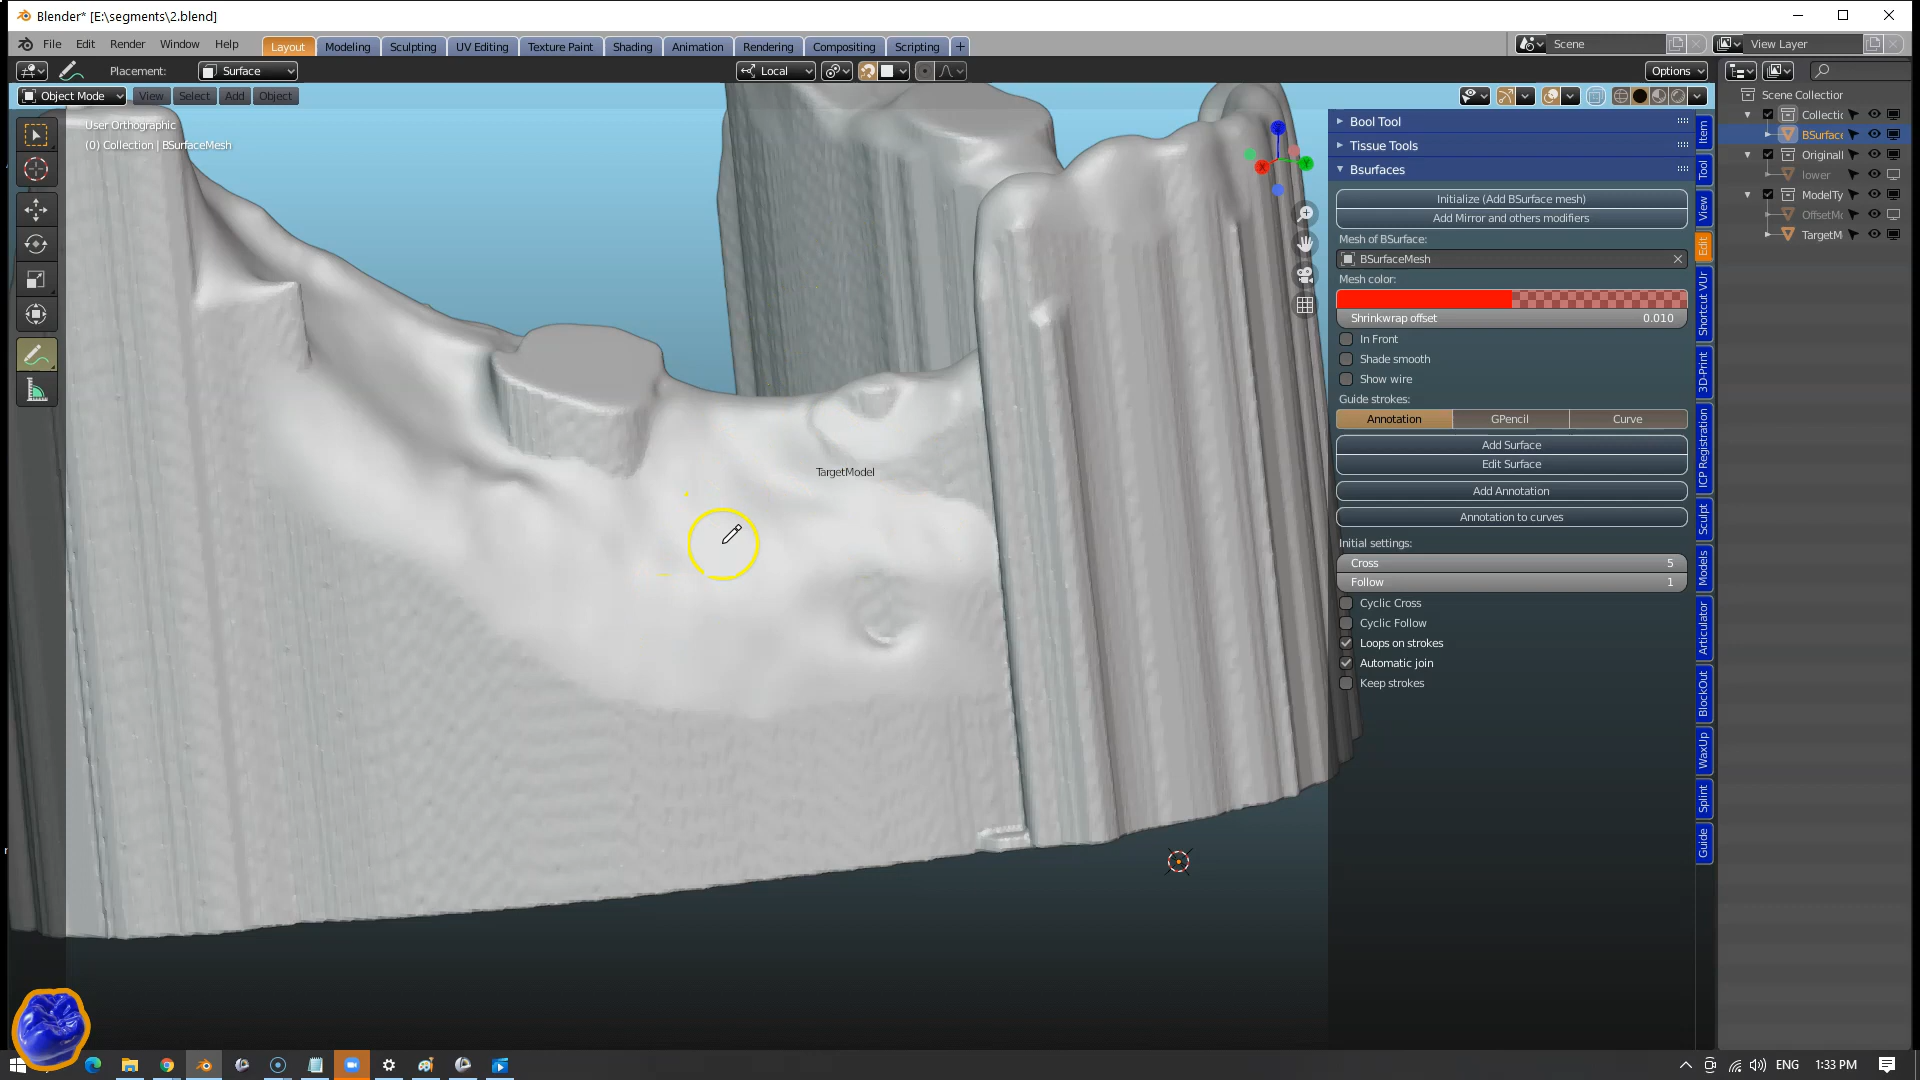 Blender* [E:\segments\2.blend]
File Edit Render Window Help Layout Modeling Sculpting UV Editing Texture Paint Shading Animation Rendering Compositing Scripting + Scene View Layer
Placement: Surface Local Options
Object Mode View Select Add Object Scene Collection
User Orthographic
(0) Collection | BSurfaceMesh
Bool Tool
Tissue Tools
Bsurfaces
Initialize (Add BSurface mesh)
Add Mirror and others modifiers
Mesh of BSurface:
BSurfaceMesh
Mesh color:
Shrinkwrap offset 0.010
In Front
Shade smooth
Show wire
Guide strokes:
Annotation GPencil Curve
Add Surface
Edit Surface
Add Annotation
Annotation to curves
Initial settings:
Cross 5
Follow 1
Cyclic Cross
Cyclic Follow
Loops on strokes
Automatic join
Keep strokes
TargetModel
Item
Tool
View
Edit
Shortcut VUr
3D-Print
ICP Registration
Sculpt
Models
Articulator
BlockOut
WaxUp
Splint
Guide
Collectic
BSurface
Originall
lower
ModelTy
OffsetMo
TargetM
X
Y
ENG 1:33 PM